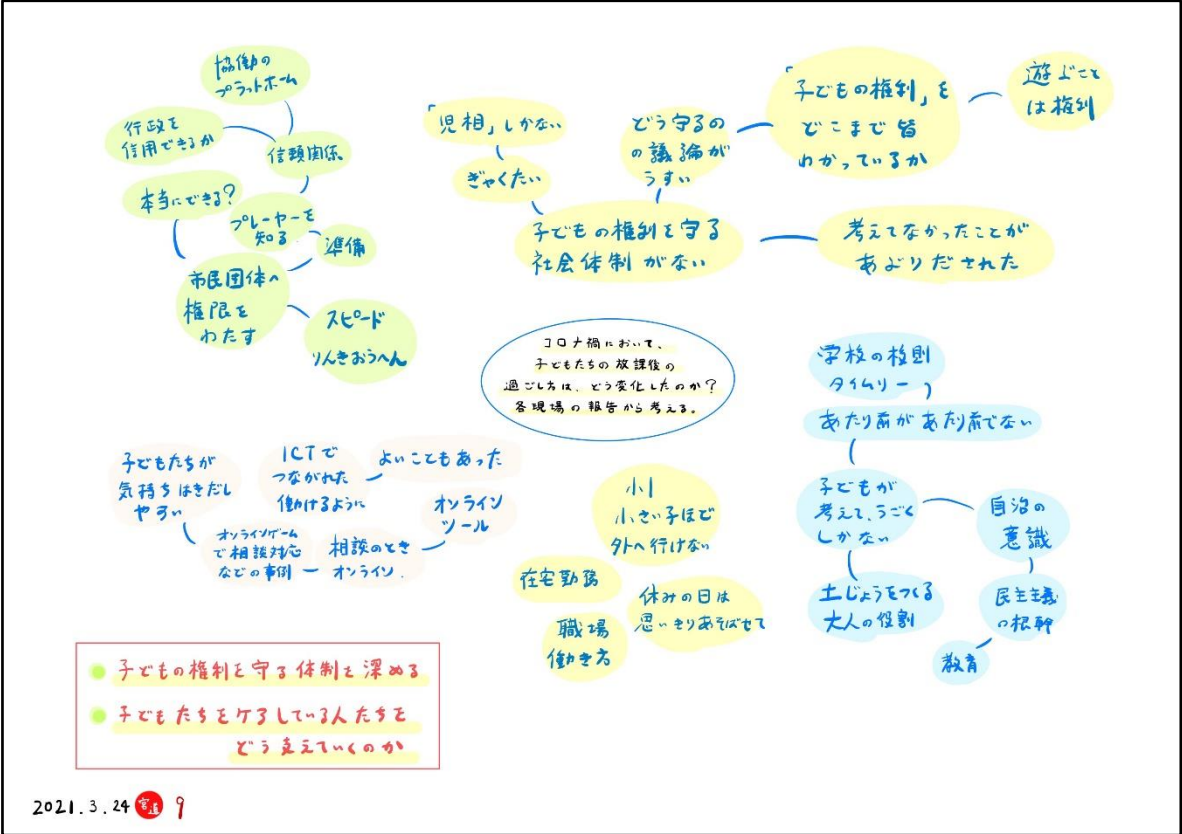 協働の
プラットホーム
行政を
信用できるか
信頼関係
本当にできる?
プレーヤーを
知る
準備
市民団体へ
権限を
わたす
スピード
りんきおうへん
「児相」しかない
ぎゃくたい
どう守るの
の議論が
うすい
「子どもの権利」を
どこまで皆
わかっているか
遊ぶこと
は権利
子どもの権利を守る
社会体制がない
考えてなかったことが
あぶりだされた
コロナ禍において、
子どもたちの放課後の
過ごし方は、どう変化したのか?
各現場の報告から考える。
学校の校則
タイムリー
あたり前があたり前でない
子どもが
考えて、うごく
しかない
自治の
意識
土じょうをつくる
大人の役割
民主主義
の根幹
教育
子どもたちが
気持ちはきだし
やすい
ICTで
つながれた
働けるように
よいこともあった
オンライン
ツール
オンラインゲーム
で相談対応
などの事例
相談のとき
オンライン.
小1
小さい子ほど
外へ行けない
在宅勤務
休みの日は
思いきりあそばせて
職場
働き方
子どもの権利を守る体制を深める
子どもたちをケアしている人たちを
どう支えていくのか
2021.3.24
9